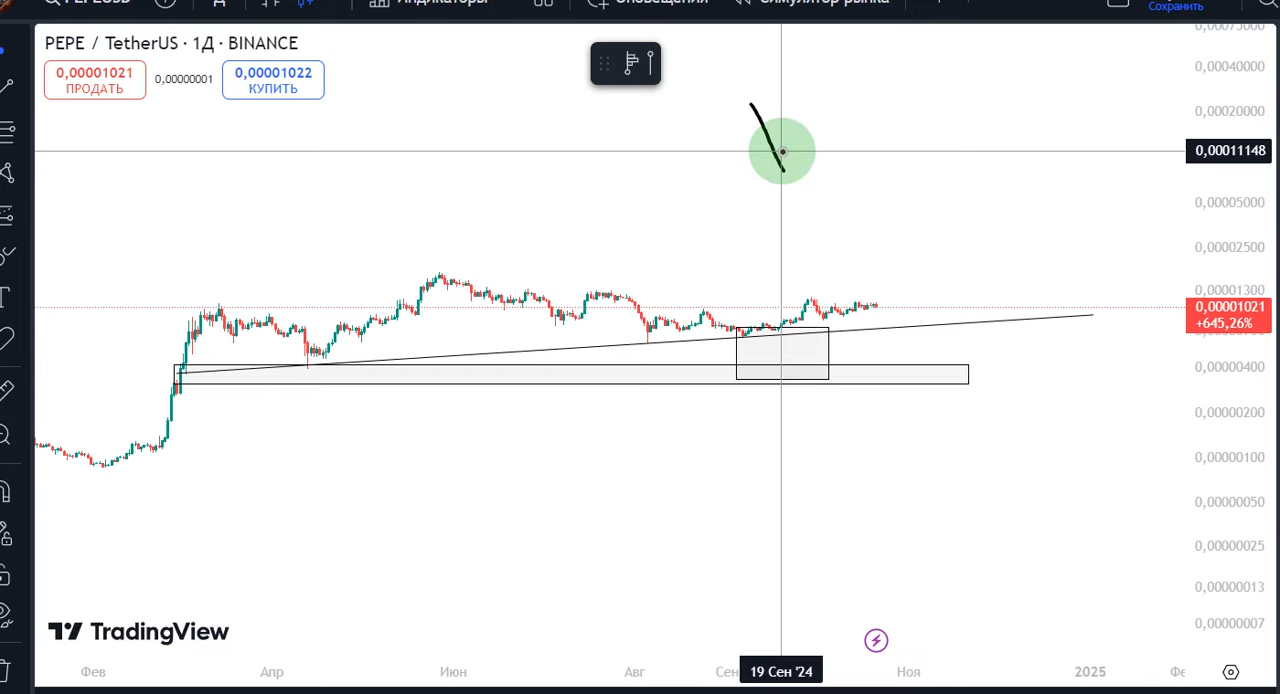 Индикаторы
Оповещения
Симулятор рынка
Сохранить
PEPE / TetherUS · 1Д · BINANCE
0,00001021
ПРОДАТЬ
0,00000001
0,00001022
КУПИТЬ
0,00075000
0,00040000
0,00020000
0,00011148
0,00005000
0,00002500
0,00001300
0,00001021
+645,26%
0,00000400
0,00000200
0,00000100
0,00000050
0,00000025
0,00000013
0,00000007
TradingView
Фев
Апр
Июн
Авг
Сен
19 Сен '24
Ноя
2025